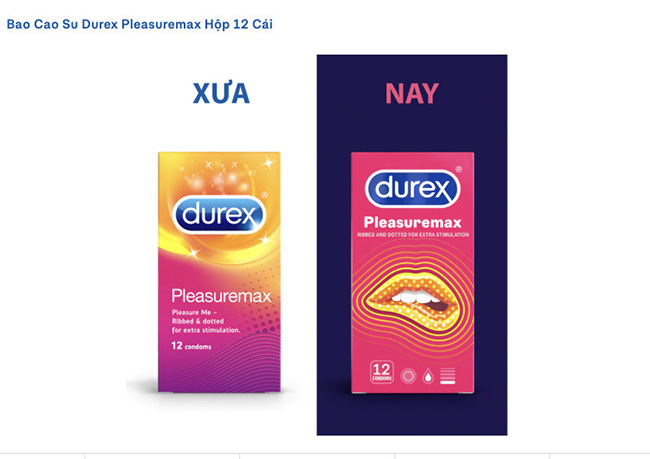 Bao Cao Su Durex Pleasuremax Hộp 12 Cái
XƯA
NAY
durex®
Pleasuremax
Pleasure Me –
Ribbed & dotted
for extra stimulation.
12 condoms
durex®
Pleasuremax
RIBBED AND DOTTED FOR EXTRA STIMULATION
12
CONDOMS